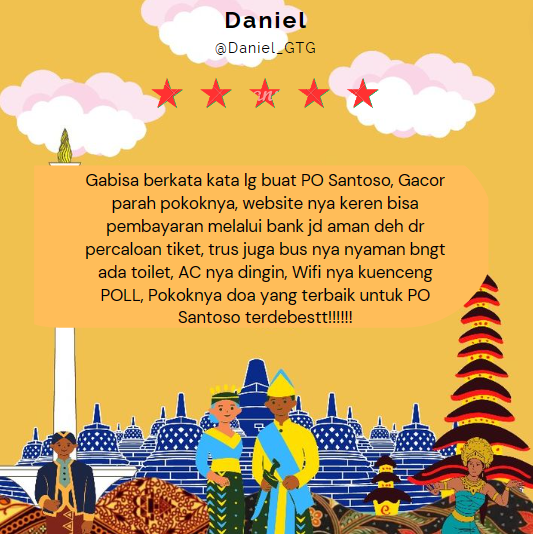 Daniel
@Daniel_GTG
Gabisa berkata kata lg buat PO Santoso, Gacor
parah pokoknya, website nya keren bisa
pembayaran melalui bank jd aman deh dr
percaloan tiket, trus juga bus nya nyaman bngt
ada toilet, AC nya dingin, Wifi nya kuenceng
POLL, Pokoknya doa yang terbaik untuk PO
Santoso terdebestt!!!!!!